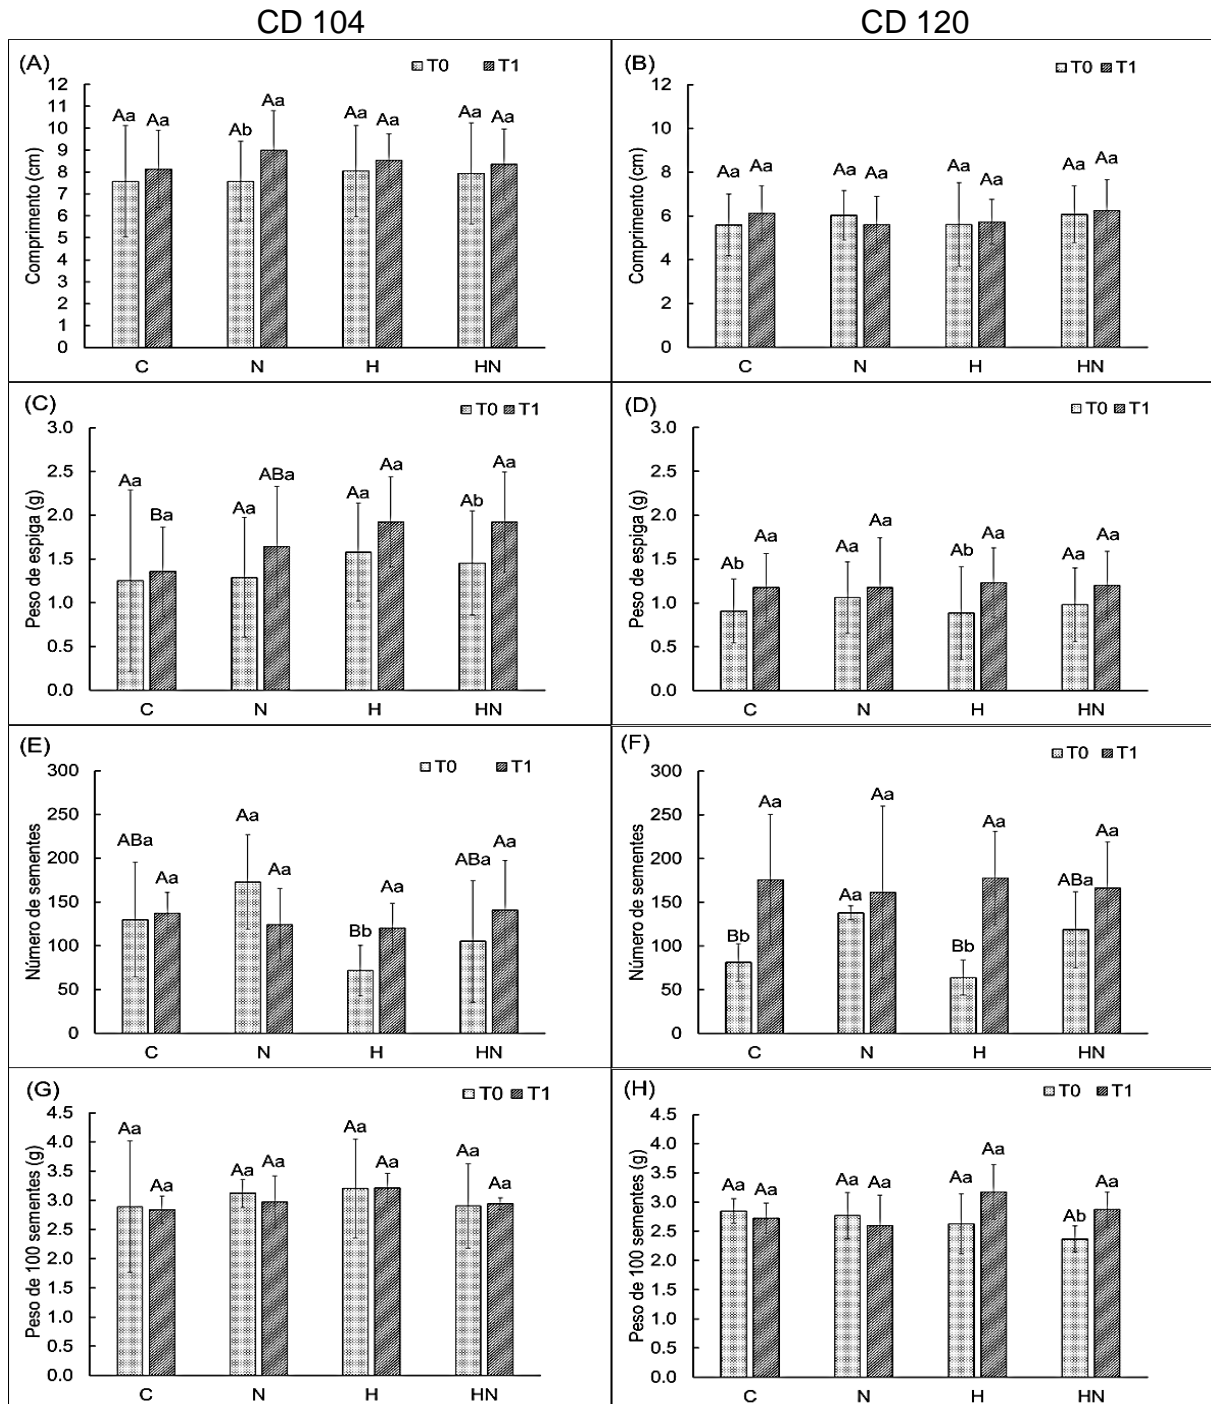 CD 104
CD 120
(A)
T0 T1
Comprimento (cm)
12
11
10
9
8
7
6
5
4
3
2
1
0
Aa Aa Ab Aa Aa Aa Aa Aa
C N H HN
(B)
T0 T1
Comprimento (cm)
12
10
8
6
4
2
0
Aa Aa Aa Aa Aa Aa Aa Aa
C N H HN
(C)
T0 T1
Peso de espiga (g)
3.0
2.5
2.0
1.5
1.0
0.5
0.0
Aa Ba Aa ABa Aa Aa Ab Aa
C N H HN
(D)
T0 T1
Peso de espiga (g)
3.0
2.5
2.0
1.5
1.0
0.5
0.0
Ab Aa Aa Aa Ab Aa Aa Aa
C N H HN
(E)
T0 T1
Número de sementes
300
250
200
150
100
50
0
ABa Aa Aa Aa Bb Aa ABa Aa
C N H HN
(F)
T0 T1
Número de sementes
300
250
200
150
100
50
0
Bb Aa Aa Aa Bb Aa ABa Aa
C N H HN
(G)
T0 T1
Peso de 100 sementes (g)
4.5
4.0
3.5
3.0
2.5
2.0
1.5
1.0
0.5
0.0
Aa Aa Aa Aa Aa Aa Aa Aa
C N H HN
(H)
T0 T1
Peso de 100 sementes (g)
4.5
4.0
3.5
3.0
2.5
2.0
1.5
1.0
0.5
0.0
Aa Aa Aa Aa Aa Aa Ab Aa
C N H HN